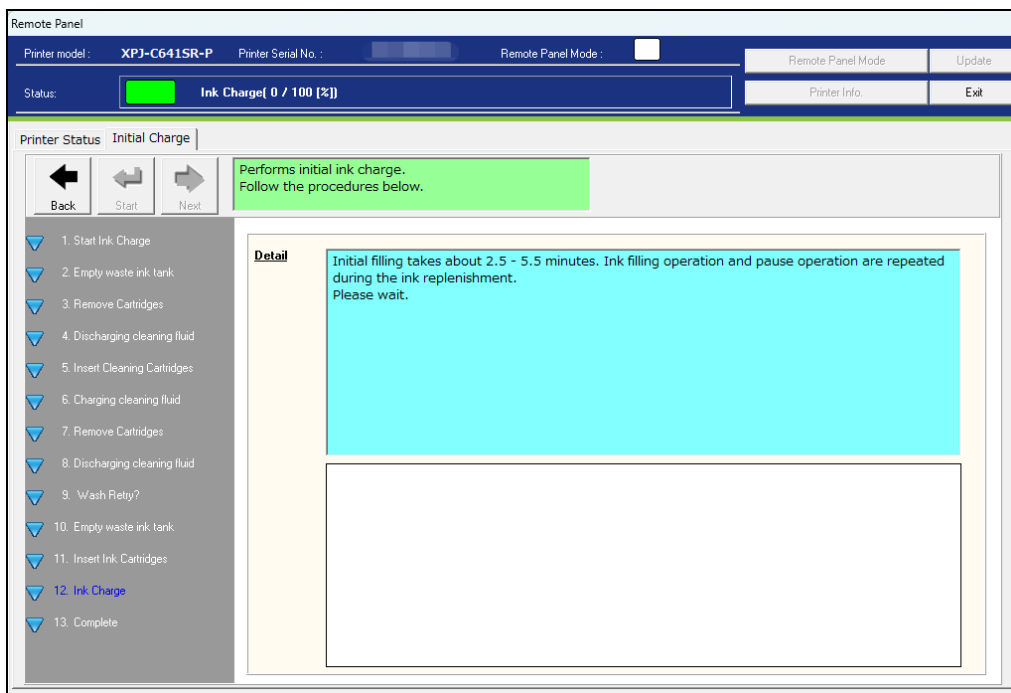 Remote Panel
Printer model : XPJ-C641SR-P Printer Serial No. : Remote Panel Mode :
Remote Panel Mode Update
Status: Ink Charge( 0 / 100 [%])
Printer Info. Exit
Printer Status Initial Charge
Back Start Next
Performs initial ink charge.
Follow the procedures below.
1. Start Ink Charge
2. Empty waste ink tank
3. Remove Cartridges
4. Discharging cleaning fluid
5. Insert Cleaning Cartridges
6. Charging cleaning fluid
7. Remove Cartridges
8. Discharging cleaning fluid
9. Wash Retry?
10. Empty waste ink tank
11. Insert Ink Cartridges
12. Ink Charge
13. Complete
Detail
Initial filling takes about 2.5 - 5.5 minutes. Ink filling operation and pause operation are repeated
during the ink replenishment.
Please wait.